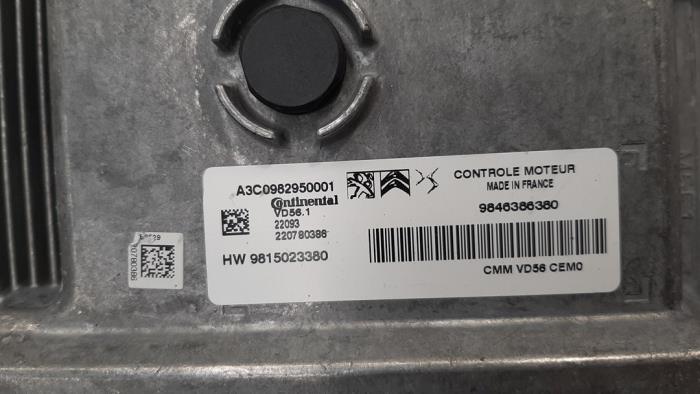 A3C0982950001
Continental
VD56.1
22093
220780386
HW 9815023380
CONTROLE MOTEUR
MADE IN FRANCE
9846386380
CMM VD56 CEM0